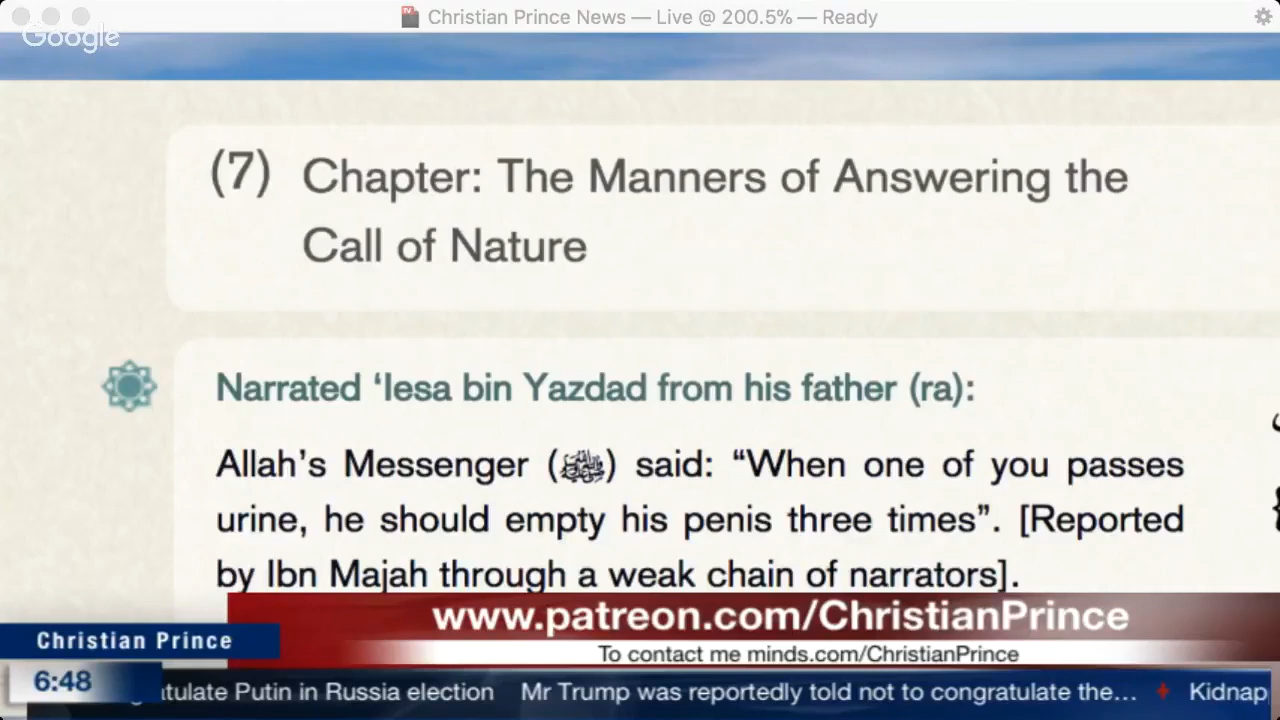 Christian Prince News — Live @ 200.5% — Ready
Google
(7) Chapter: The Manners of Answering the
Call of Nature
Narrated ‘Iesa bin Yazdad from his father (ra):
Allah’s Messenger (ﷺ) said: “When one of you passes
urine, he should empty his penis three times”. [Reported
by Ibn Majah through a weak chain of narrators].
www.patreon.com/ChristianPrince
To contact me minds.com/ChristianPrince
Christian Prince
6:48
tulate Putin in Russia election Mr Trump was reportedly told not to congratulate the... Kidnap